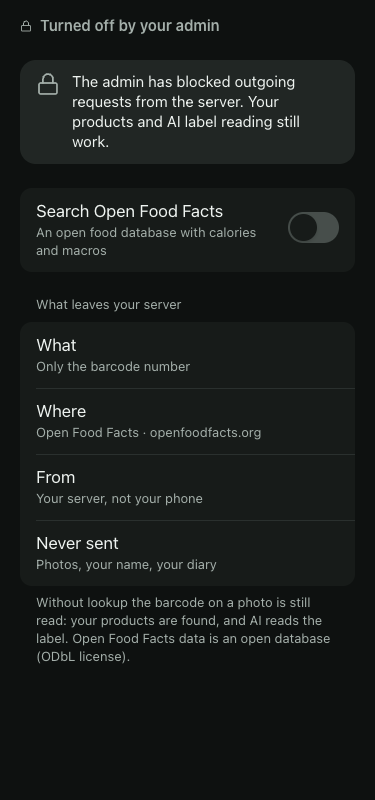 Turned off by your admin
The admin has blocked outgoing
requests from the server. Your
products and AI label reading still
work.
Search Open Food Facts
An open food database with calories
and macros
What leaves your server
What
Only the barcode number
Where
Open Food Facts · openfoodfacts.org
From
Your server, not your phone
Never sent
Photos, your name, your diary
Without lookup the barcode on a photo is still
read: your products are found, and AI reads the
label. Open Food Facts data is an open database
(ODbL license).